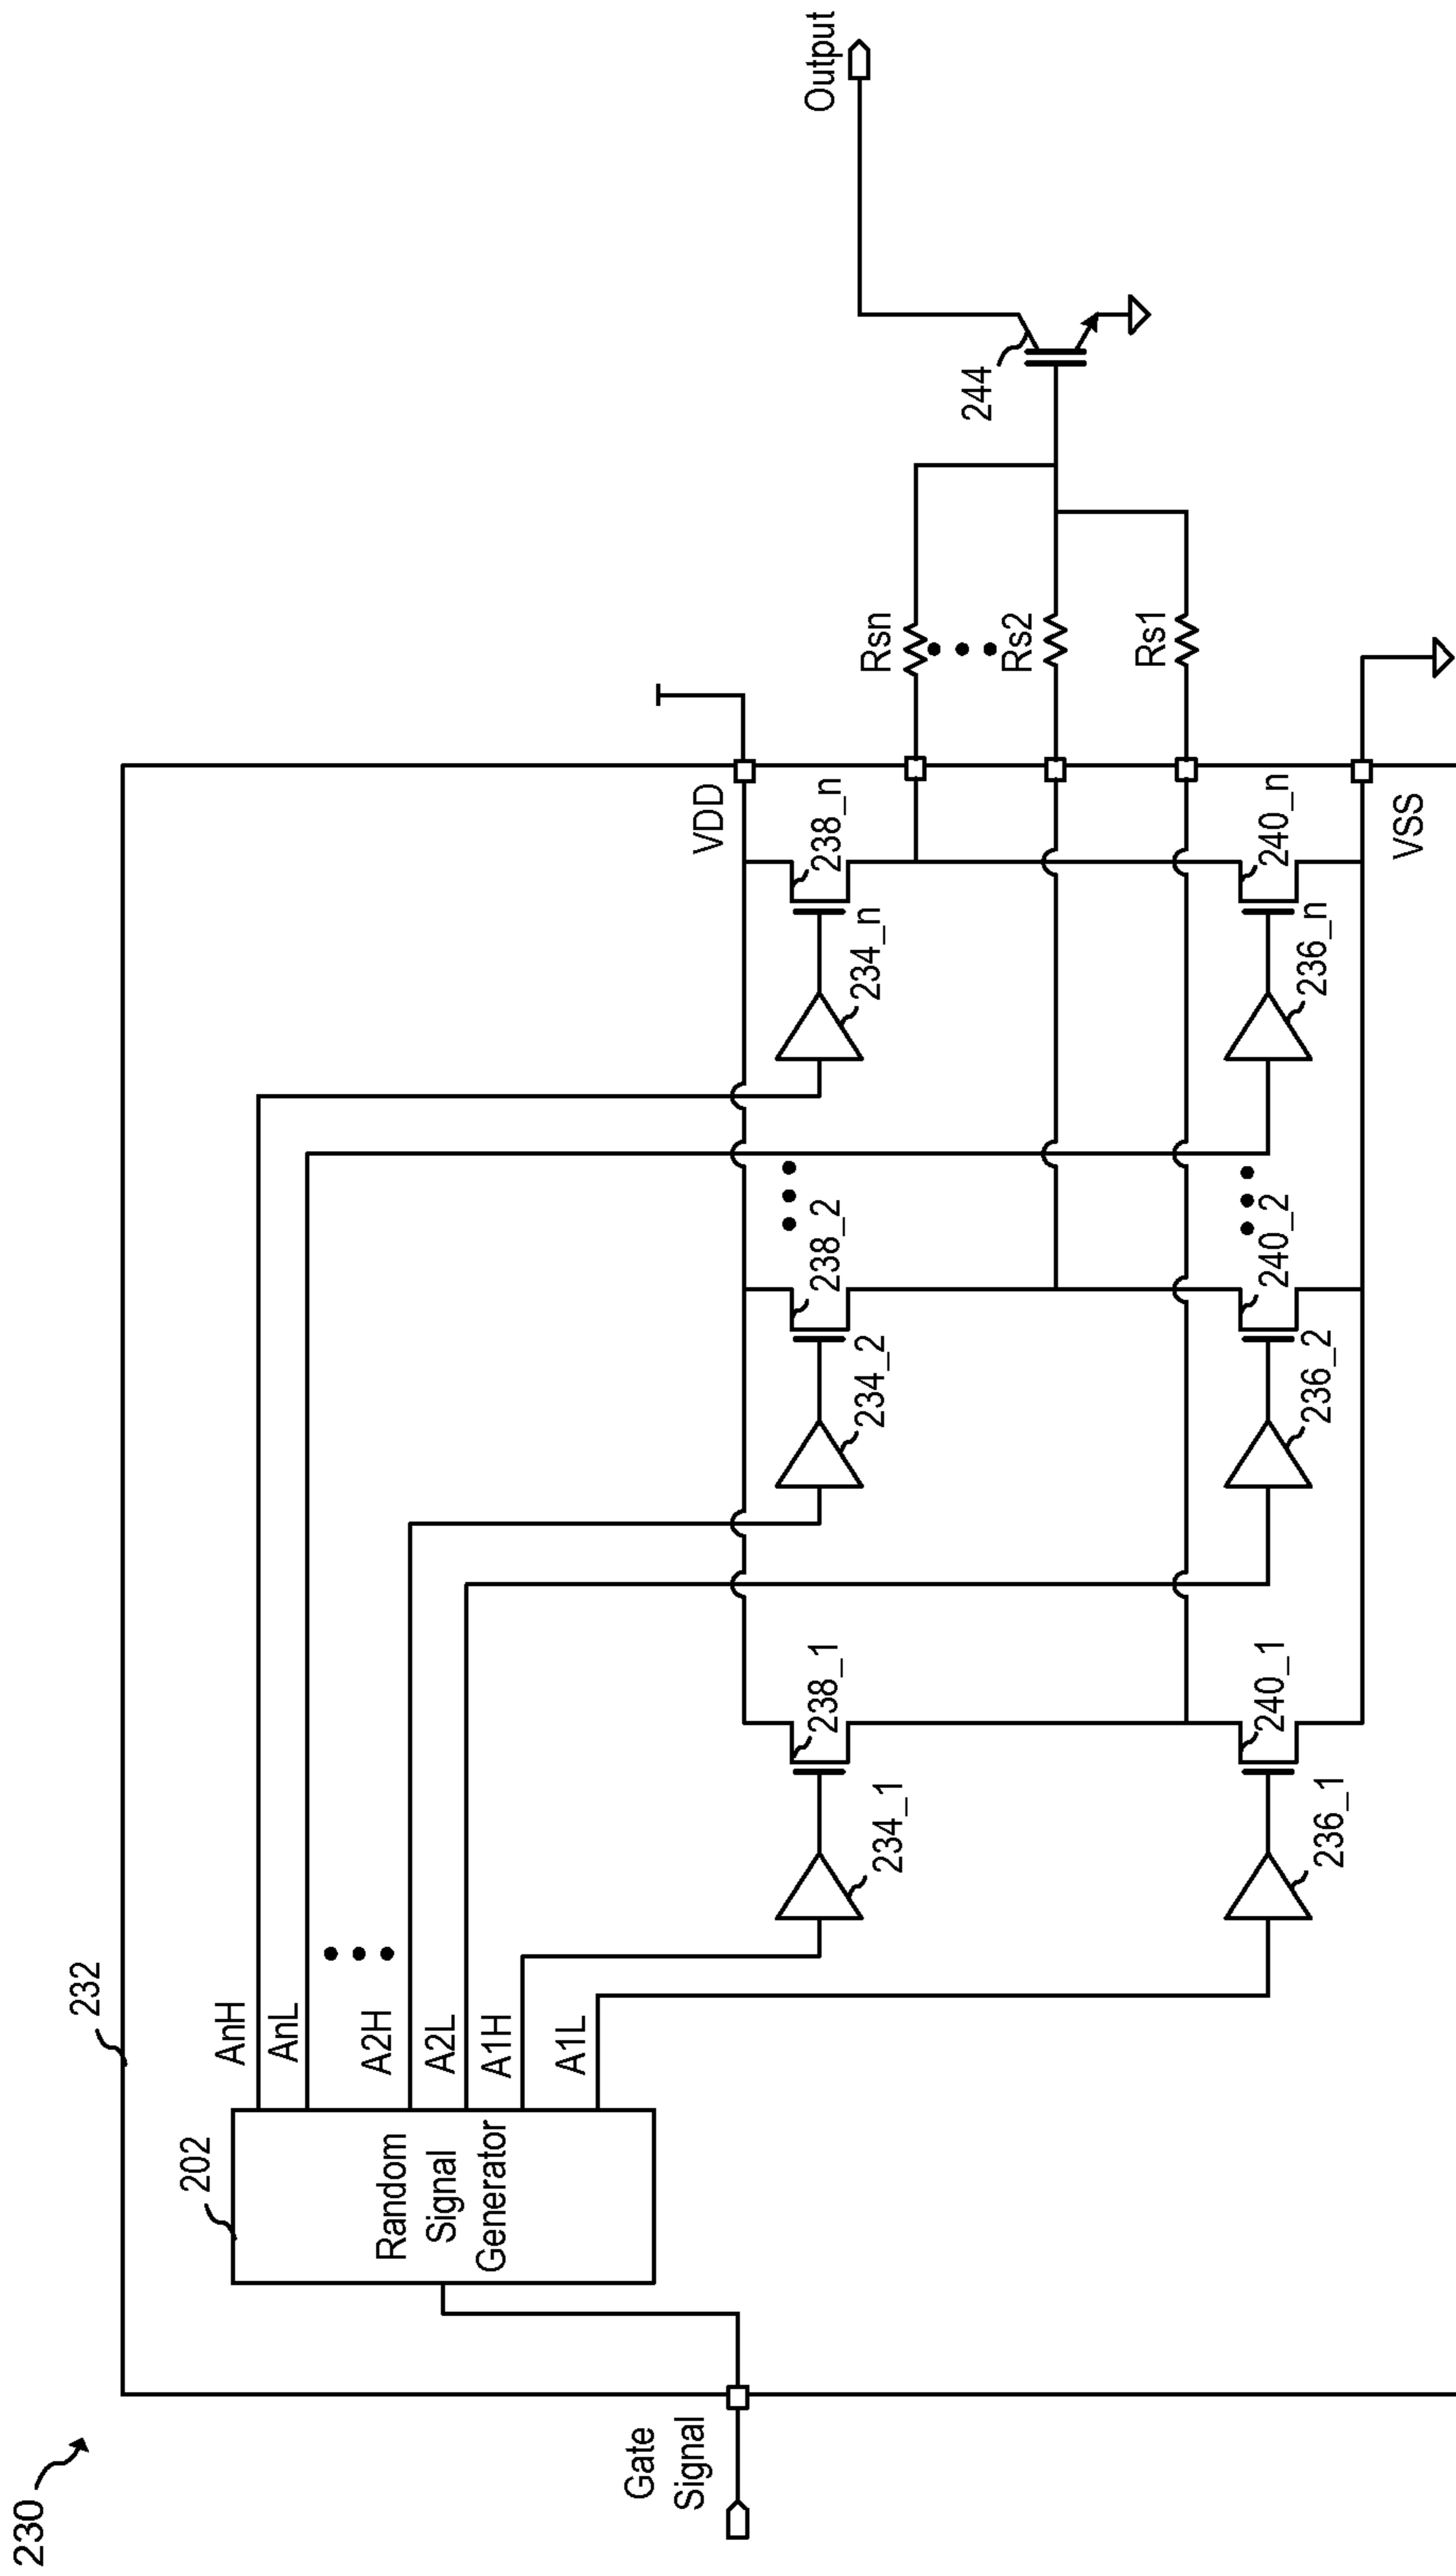 230
232
202
Gate
Signal
Random
Signal
Generator
AnH
AnL
A2H
A2L
A1H
A1L
234_1
238_1
236_1
240_1
234_2
238_2
236_2
240_2
234_n
238_n
236_n
240_n
VDD
VSS
Rsn
Rs2
Rs1
244
Output